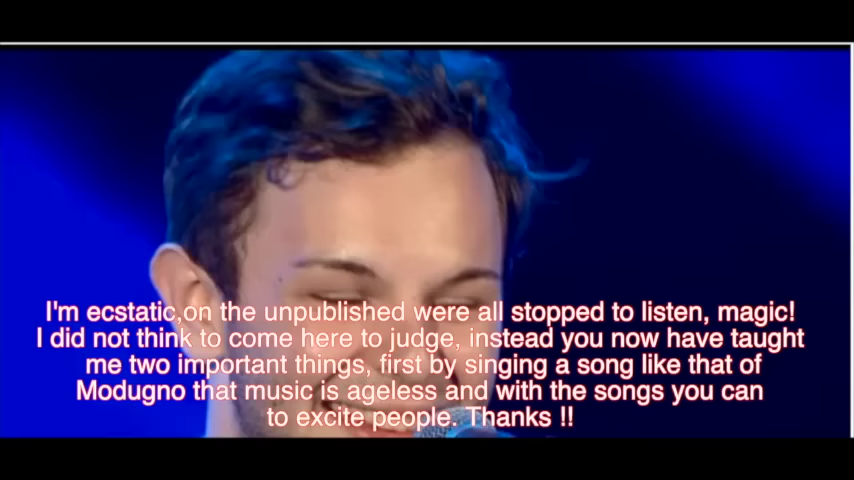 I'm ecstatic,on the unpublished were all stopped to listen, magic!
I did not think to come here to judge, instead you now have taught
me two important things, first by singing a song like that of
Modugno that music is ageless and with the songs you can
to excite people. Thanks !!